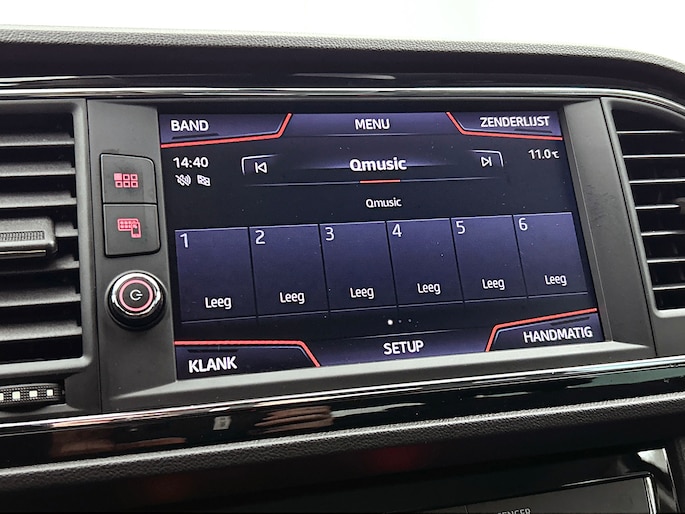 BAND MENU ZENDERLIJST
14:40 Qmusic 11.0°C
Qmusic
1 2 3 4 5 6
Leeg Leeg Leeg Leeg Leeg Leeg
KLANK SETUP HANDMATIG